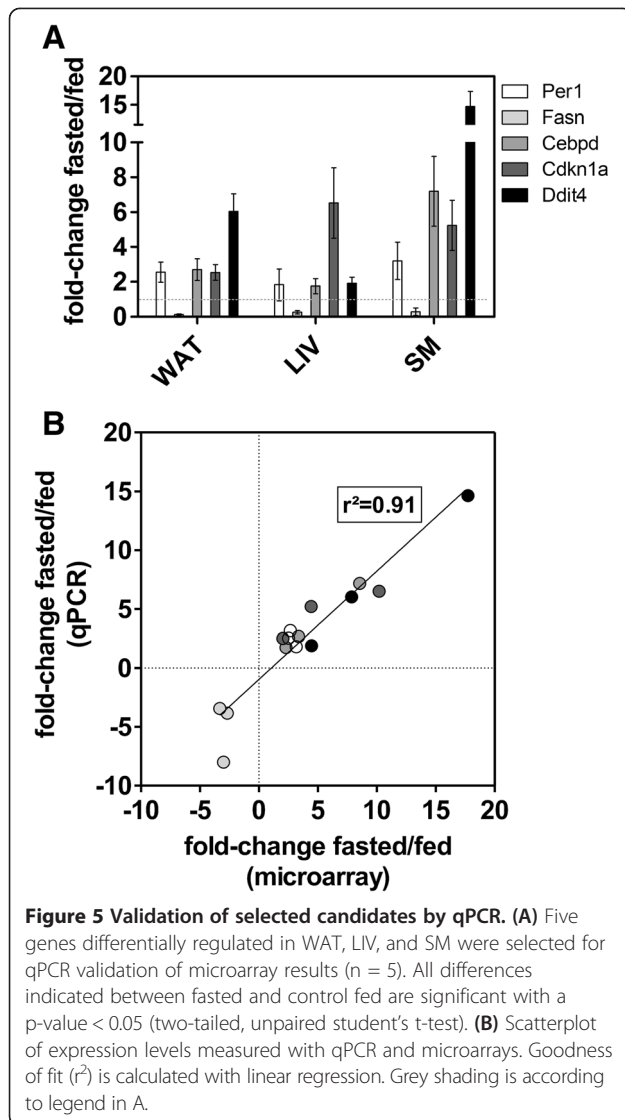 A
fold-change fasted/fed
20
15
10
8
6
4
2
0
WAT
LIV
SM
Per1
Fasn
Cebpd
Cdkn1a
Ddit4
B
fold-change fasted/fed
(qPCR)
20
15
10
5
0
-5
-10
r²=0.91
-10 -5 0 5 10 15 20
fold-change fasted/fed
(microarray)
Figure 5 Validation of selected candidates by qPCR. (A) Five
genes differentially regulated in WAT, LIV, and SM were selected for
qPCR validation of microarray results (n = 5). All differences
indicated between fasted and control fed are significant with a
p-value < 0.05 (two-tailed, unpaired student's t-test). (B) Scatterplot
of expression levels measured with qPCR and microarrays. Goodness
of fit (r²) is calculated with linear regression. Grey shading is according
to legend in A.